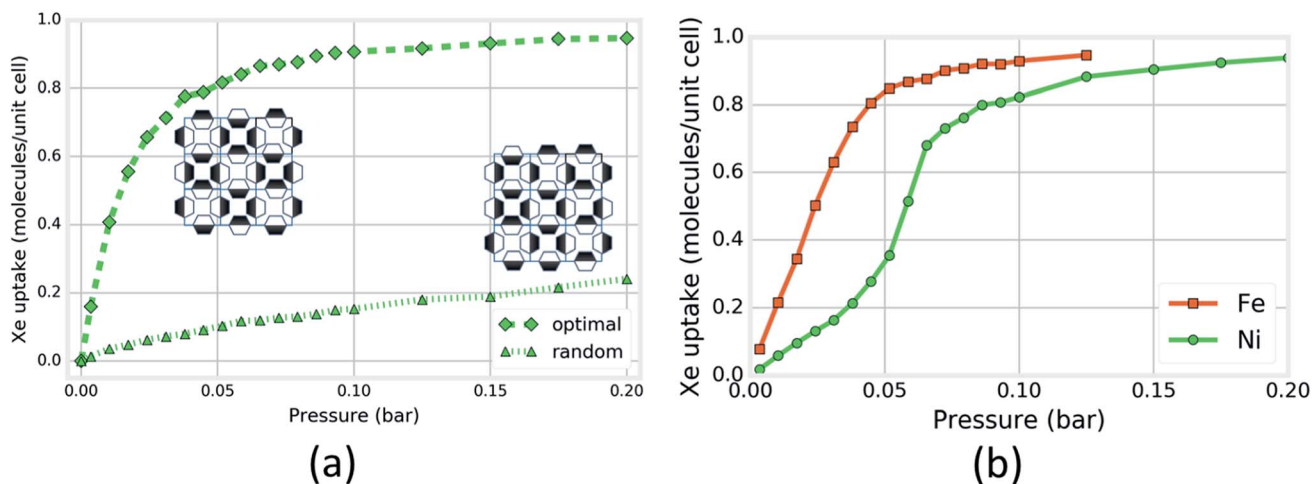 Xe uptake (molecules/unit cell)
1.0
0.8
0.6
0.4
0.2
0.0
optimal
random
0.00
0.05
0.10
0.15
0.20
Pressure (bar)
(a)
Xe uptake (molecules/unit cell)
1.0
0.8
0.6
0.4
0.2
0.0
Fe
Ni
0.00
0.05
0.10
0.15
0.20
Pressure (bar)
(b)